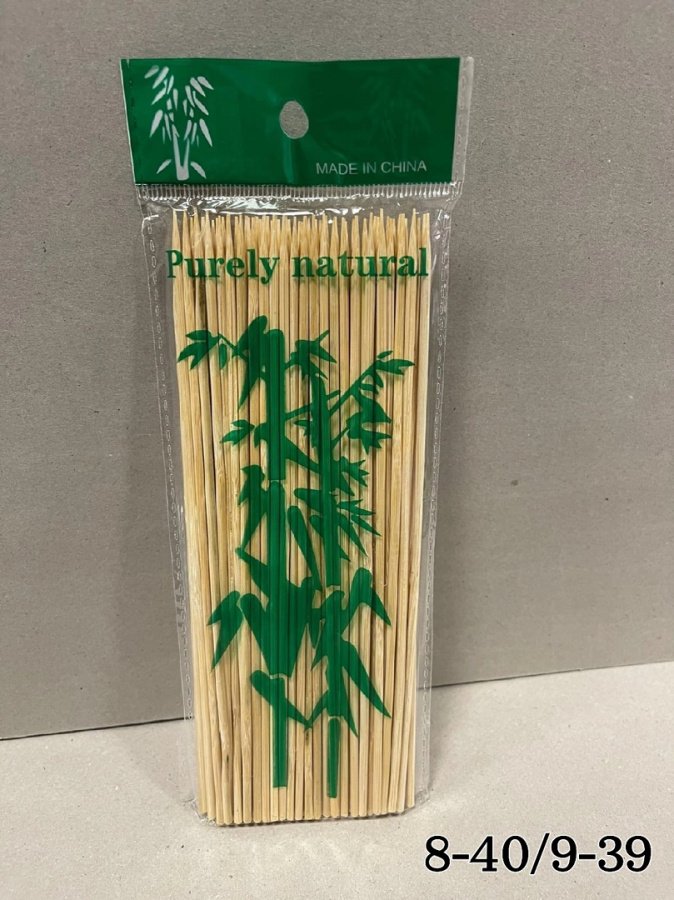 MADE IN CHINA
Purely natural
8-40/9-39